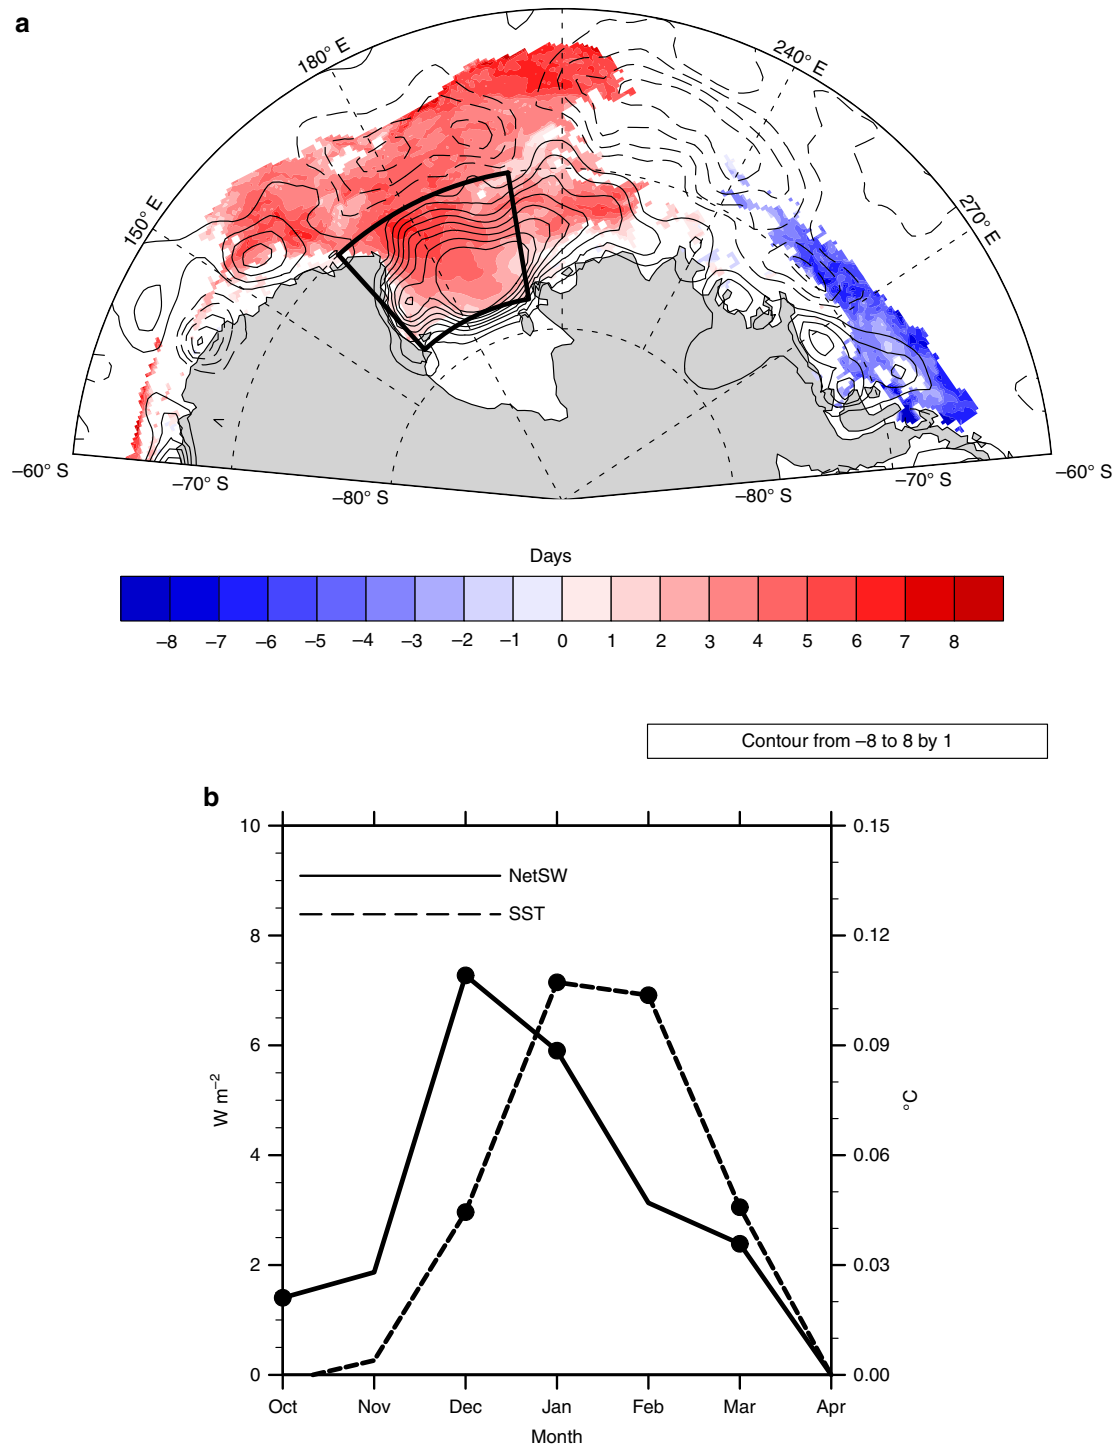 a
180° E
240° E
150° E
270° E
–60° S
–70° S
–80° S
–80° S
–70° S
–60° S
Days
–8 –7 –6 –5 –4 –3 –2 –1 0 1 2 3 4 5 6 7 8
Contour from –8 to 8 by 1
b
10
8
6
4
2
0
W m⁻²
NetSW
SST
0.15
0.12
0.09
0.06
0.03
0.00
°C
Oct Nov Dec Jan Feb Mar Apr
Month